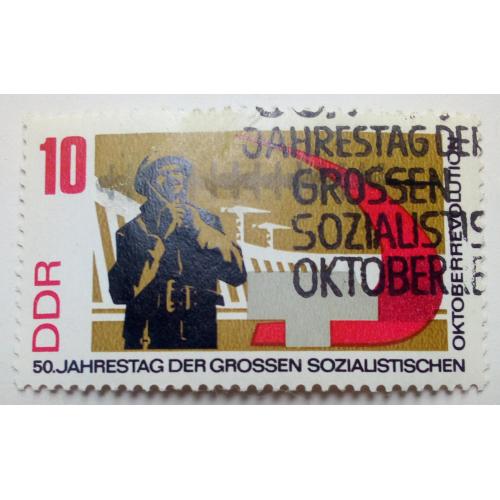 10
DDR
50. JAHRESTAG DER GROSSEN SOZIALISTISCHEN
OKTOBERREVOLUTION
JAHRESTAG DER
GROSSEN
SOZIALISTIS
OKTOBER